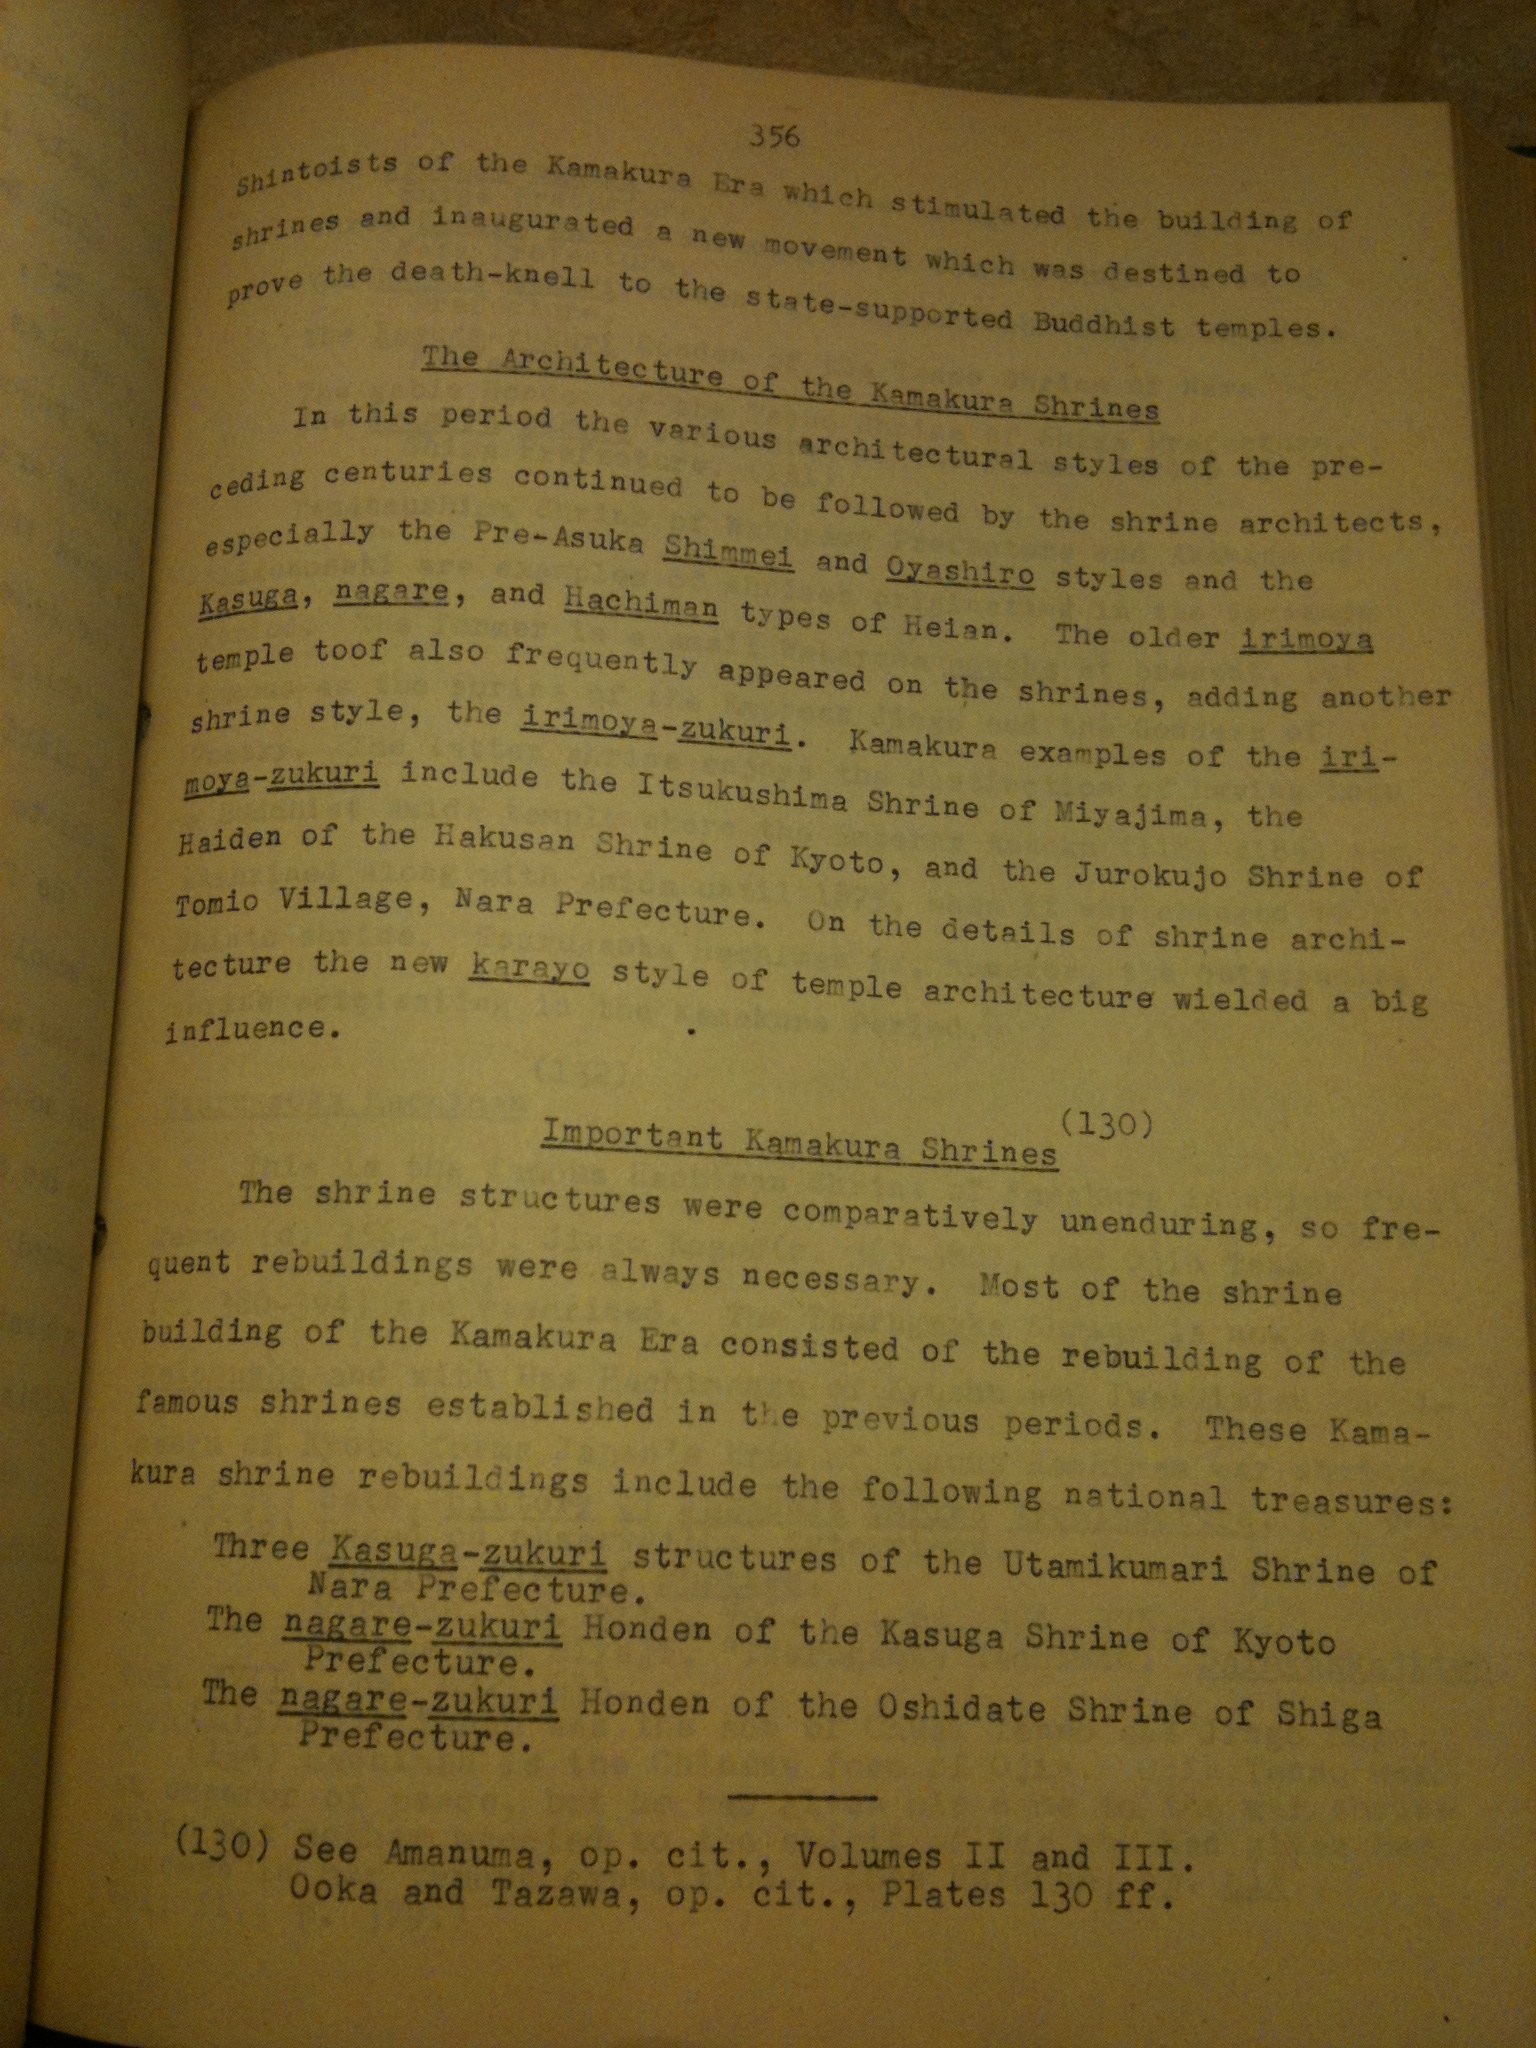 356
Shintoists of the Kamakura Era which stimulated the building of
shrines and inaugurated a new movement which was destined to
prove the death-knell to the state-supported Buddhist temples.
The Architecture of the Kamakura Shrines
In this period the various architectural styles of the pre-
ceding centuries continued to be followed by the shrine architects,
especially the Pre-Asuka Shimmei and Oyashiro styles and the
Kasuga, nagare, and Hachiman types of Heian. The older irimoya
temple toof also frequently appeared on the shrines, adding another
shrine style, the irimoya-zukuri. Kamakura examples of the iri-
moya-zukuri include the Itsukushima Shrine of Miyajima, the
Haiden of the Hakusan Shrine of Kyoto, and the Jurokujo Shrine of
Tomio Village, Nara Prefecture. On the details of shrine archi-
tecture the new karayo style of temple architecture wielded a big
influence.
Important Kamakura Shrines (130)
The shrine structures were comparatively unenduring, so fre-
quent rebuildings were always necessary. Most of the shrine
building of the Kamakura Era consisted of the rebuilding of the
famous shrines established in the previous periods. These Kama-
kura shrine rebuildings include the following national treasures:
Three Kasuga-zukuri structures of the Utamikumari Shrine of
Nara Prefecture.
The nagare-zukuri Honden of the Kasuga Shrine of Kyoto
Prefecture.
The nagare-zukuri Honden of the Oshidate Shrine of Shiga
Prefecture.
(130) See Amanuma, op. cit., Volumes II and III.
Ooka and Tazawa, op. cit., Plates 130 ff.